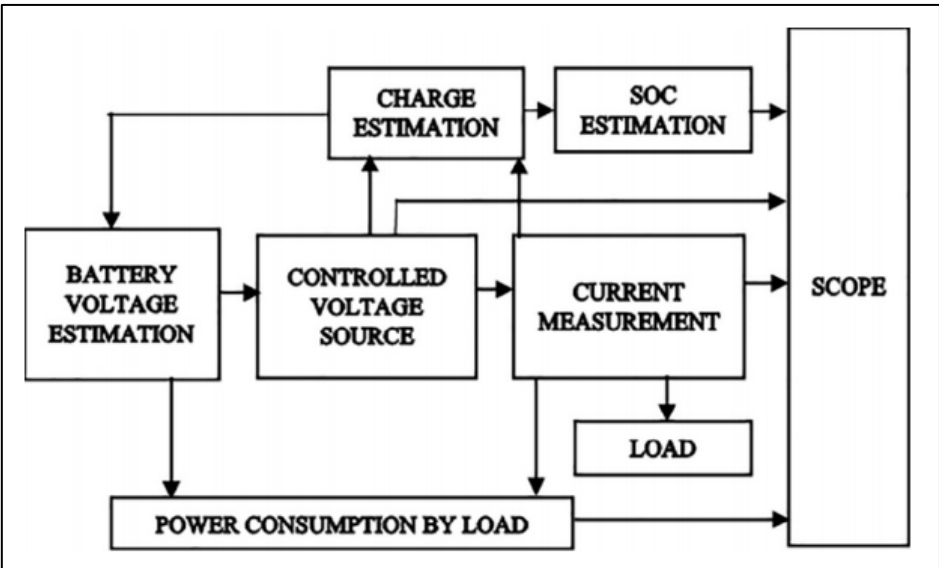 CHARGE
ESTIMATION
SOC
ESTIMATION
BATTERY
VOLTAGE
ESTIMATION
CONTROLLED
VOLTAGE
SOURCE
CURRENT
MEASUREMENT
SCOPE
LOAD
POWER CONSUMPTION BY LOAD